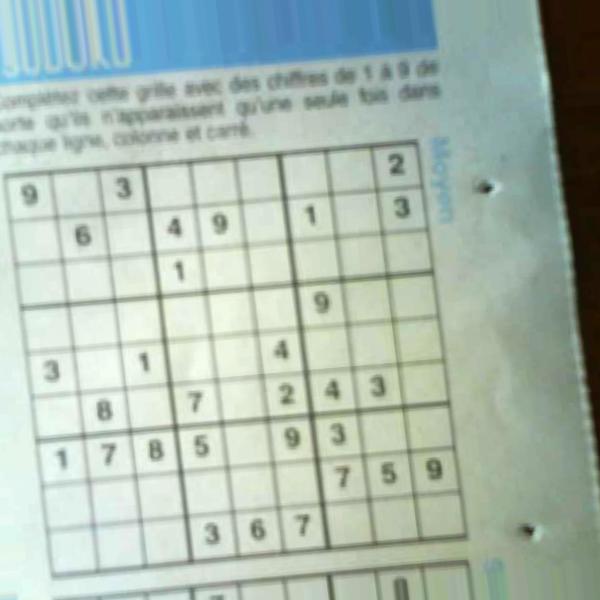 SUDOKU
complétez cette grille avec des chiffres de 1 à 9 de
sorte qu'ils n'apparaissent qu'une seule fois dans
chaque ligne, colonne et carré.
Moyen
9 3 2
6 4 9 1 3
1
9
3 1 4
8 7 2 4 3
1 7 8 5 9 3
7 5 9
3 6 7